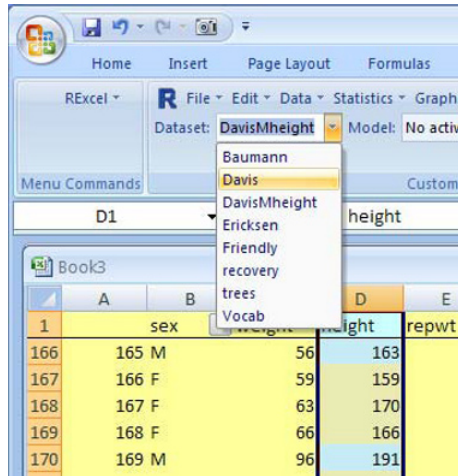 Home Insert Page Layout Formulas
RExcel R File Edit Data Statistics Graph
Dataset: DavisMheight Model: No activ
Baumann
Davis
DavisMheight
Ericksen
Friendly
recovery
trees
Vocab
Menu Commands Custom
D1 height
Book3
A B D E
1 sex weight height repwt
166 165 M 56 163
167 166 F 59 159
168 167 F 63 170
169 168 F 66 166
170 169 M 96 191